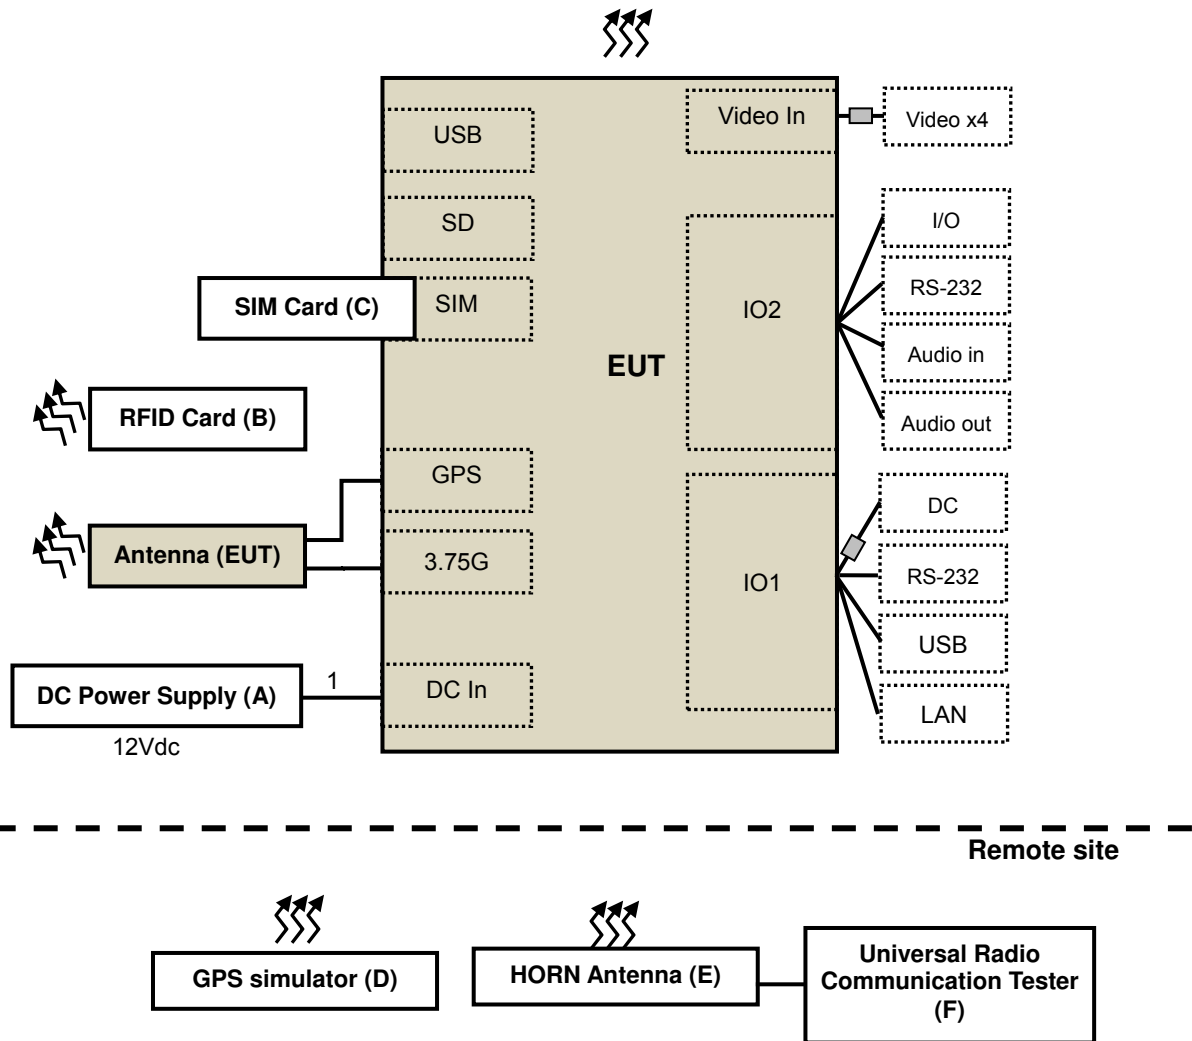 USB
Video In
Video x4
SD
I/O
SIM Card (C)
SIM
IO2
RS-232
EUT
Audio in
RFID Card (B)
Audio out
GPS
DC
Antenna (EUT)
3.75G
IO1
RS-232
USB
DC Power Supply (A)
1
DC In
LAN
12Vdc
Remote site
GPS simulator (D)
HORN Antenna (E)
Universal Radio
Communication Tester
(F)